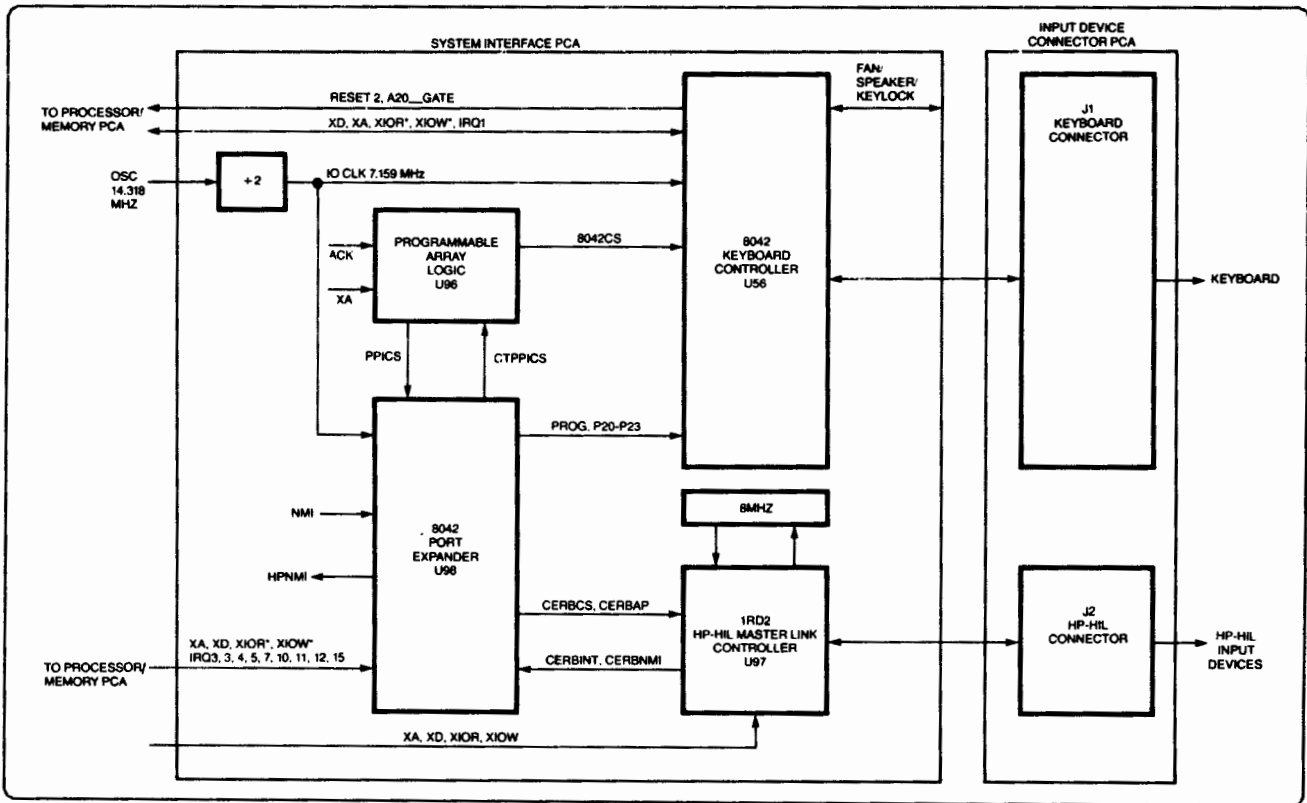 SYSTEM INTERFACE PCA
INPUT DEVICE
CONNECTOR PCA
TO PROCESSOR/
MEMORY PCA
RESET 2, A20__GATE
XD, XA, XIOR*, XIOW*, IRQ1
FAN/
SPEAKER/
KEYLOCK
OSC
14.318
MHZ
÷2
IO CLK 7.159 MHz
ACK
XA
PROGRAMMABLE
ARRAY
LOGIC
U96
8042CS
8042
KEYBOARD
CONTROLLER
U56
J1
KEYBOARD
CONNECTOR
KEYBOARD
PPICS
CTPPICS
PROG, P20-P23
NMI
HPNMI
8042
PORT
EXPANDER
U98
8MHZ
CERBCS, CERBAP
CERBINT, CERBNMI
1RD2
HP-HIL MASTER LINK
CONTROLLER
U97
J2
HP-HIL
CONNECTOR
HP-HIL
INPUT
DEVICES
XA, XD, XIOR*, XIOW*
IRQ3, 3, 4, 5, 7, 10, 11, 12, 15
TO PROCESSOR/
MEMORY PCA
XA, XD, XIOR, XIOW